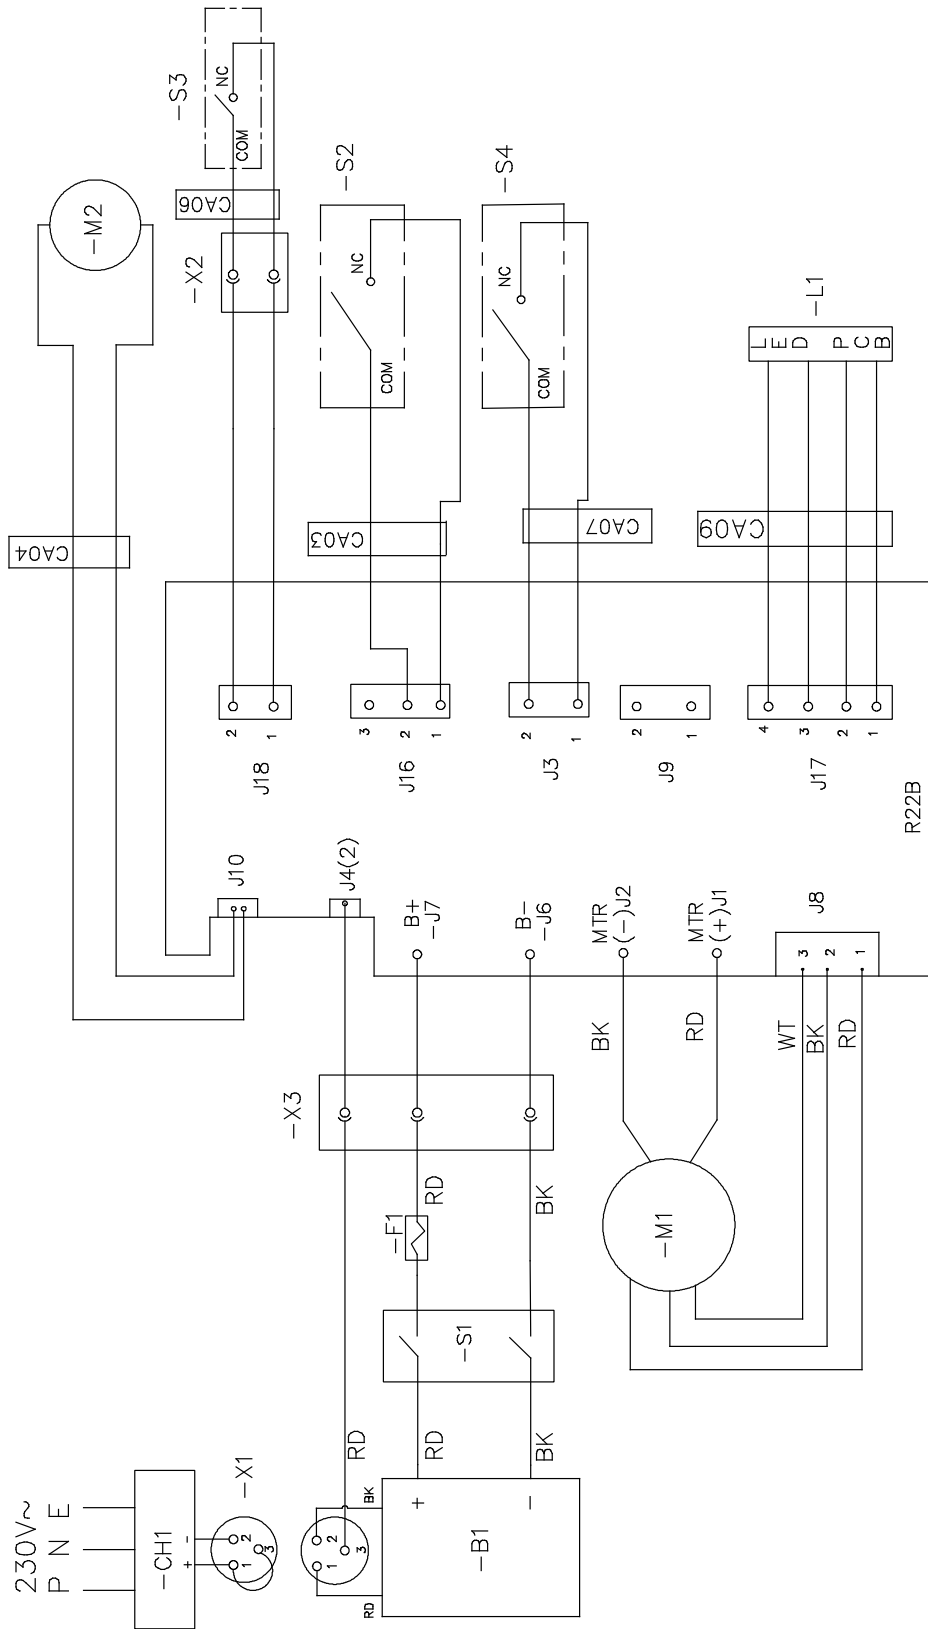 -S3
NC
COM
CA06
-M2
-X2
-S2
NC
COM
-S4
NC
COM
-L1
L
E
D
P
C
B
CA04
CA03
CA07
CA09
2
1
J18
3
2
1
J16
2
1
J3
2
1
J9
4
3
2
1
J17
R22B
J10
J4(2)
B+
-J7
B-
-J6
MTR
(-)J2
MTR
(+)J1
J8
3
2
1
BK
RD
WT
BK
RD
-X3
RD
BK
-F1
-M1
-S1
RD
RD
BK
230V~
P N E
-CH1
+ -
-X1
1
2
3
1
2
3
BK
RD
+
-
-B1